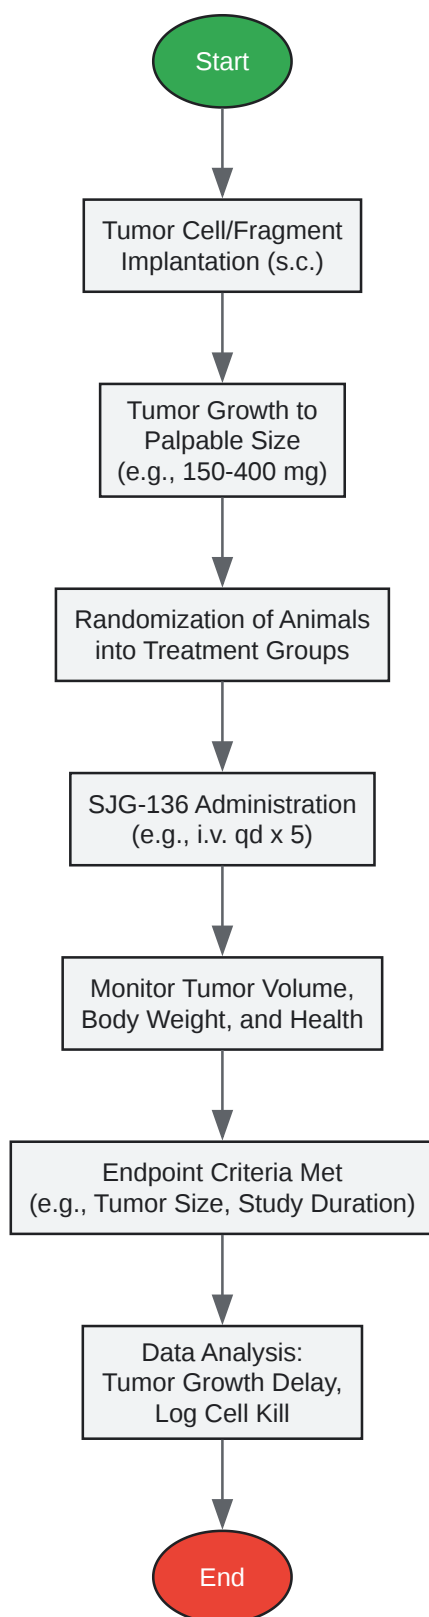 Start
Tumor Cell/Fragment
Implantation (s.c.)
Tumor Growth to
Palpable Size
(e.g., 150-400 mg)
Randomization of Animals
into Treatment Groups
SJG-136 Administration
(e.g., i.v. qd x 5)
Monitor Tumor Volume,
Body Weight, and Health
Endpoint Criteria Met
(e.g., Tumor Size, Study Duration)
Data Analysis:
Tumor Growth Delay,
Log Cell Kill
End